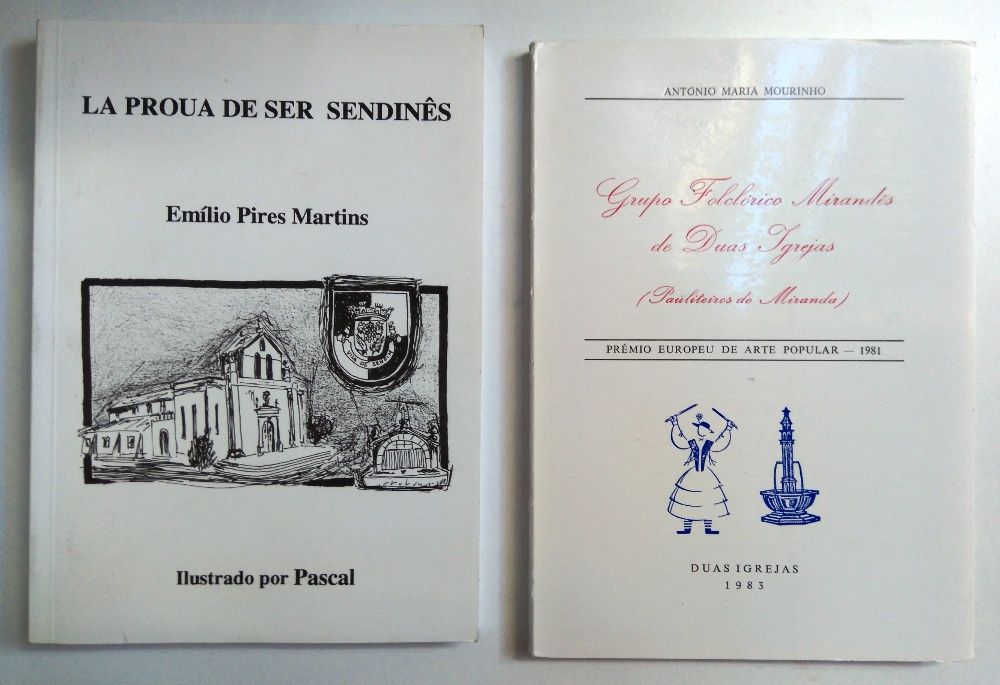 LA PROUA DE SER SENDINÊS
Emílio Pires Martins
Ilustrado por Pascal
ANTÓNIO MARIA MOURINHO
Grupo Folclórico Mirandês
de Duas Igrejas
(Pauliteiros de Miranda)
PRÉMIO EUROPEU DE ARTE POPULAR — 1981
DUAS IGREJAS
1983